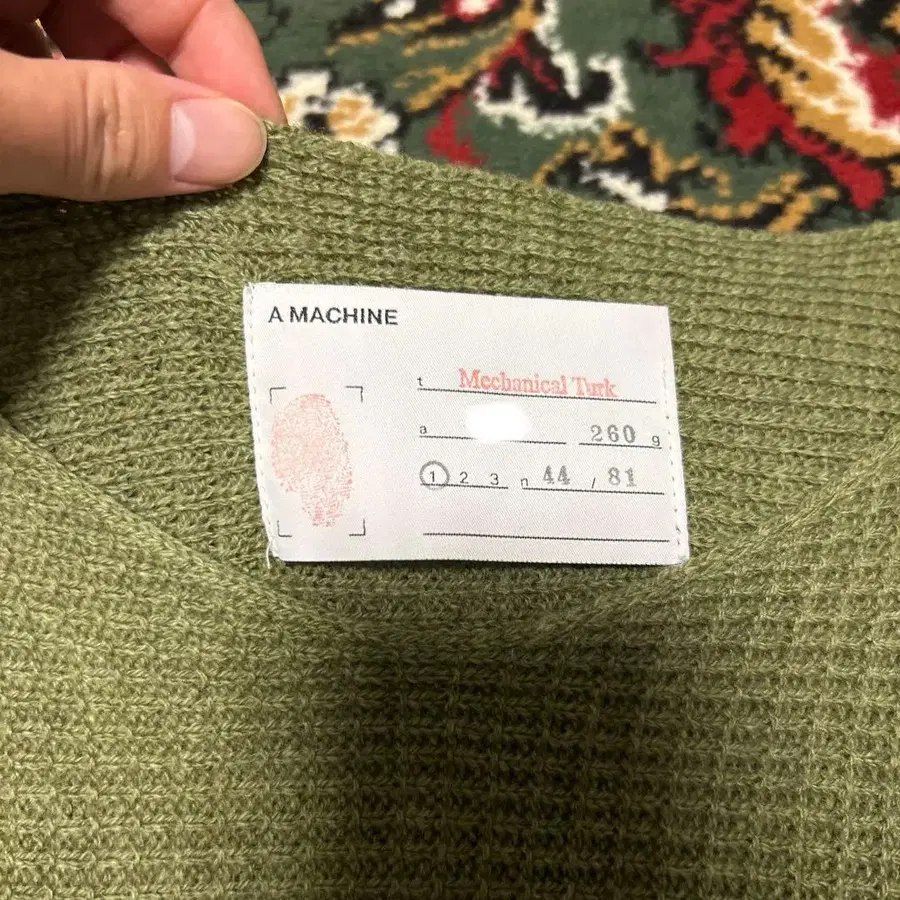 A MACHINE
t Mechanical Turk
a 260 g
1 2 3 n 44 / 81